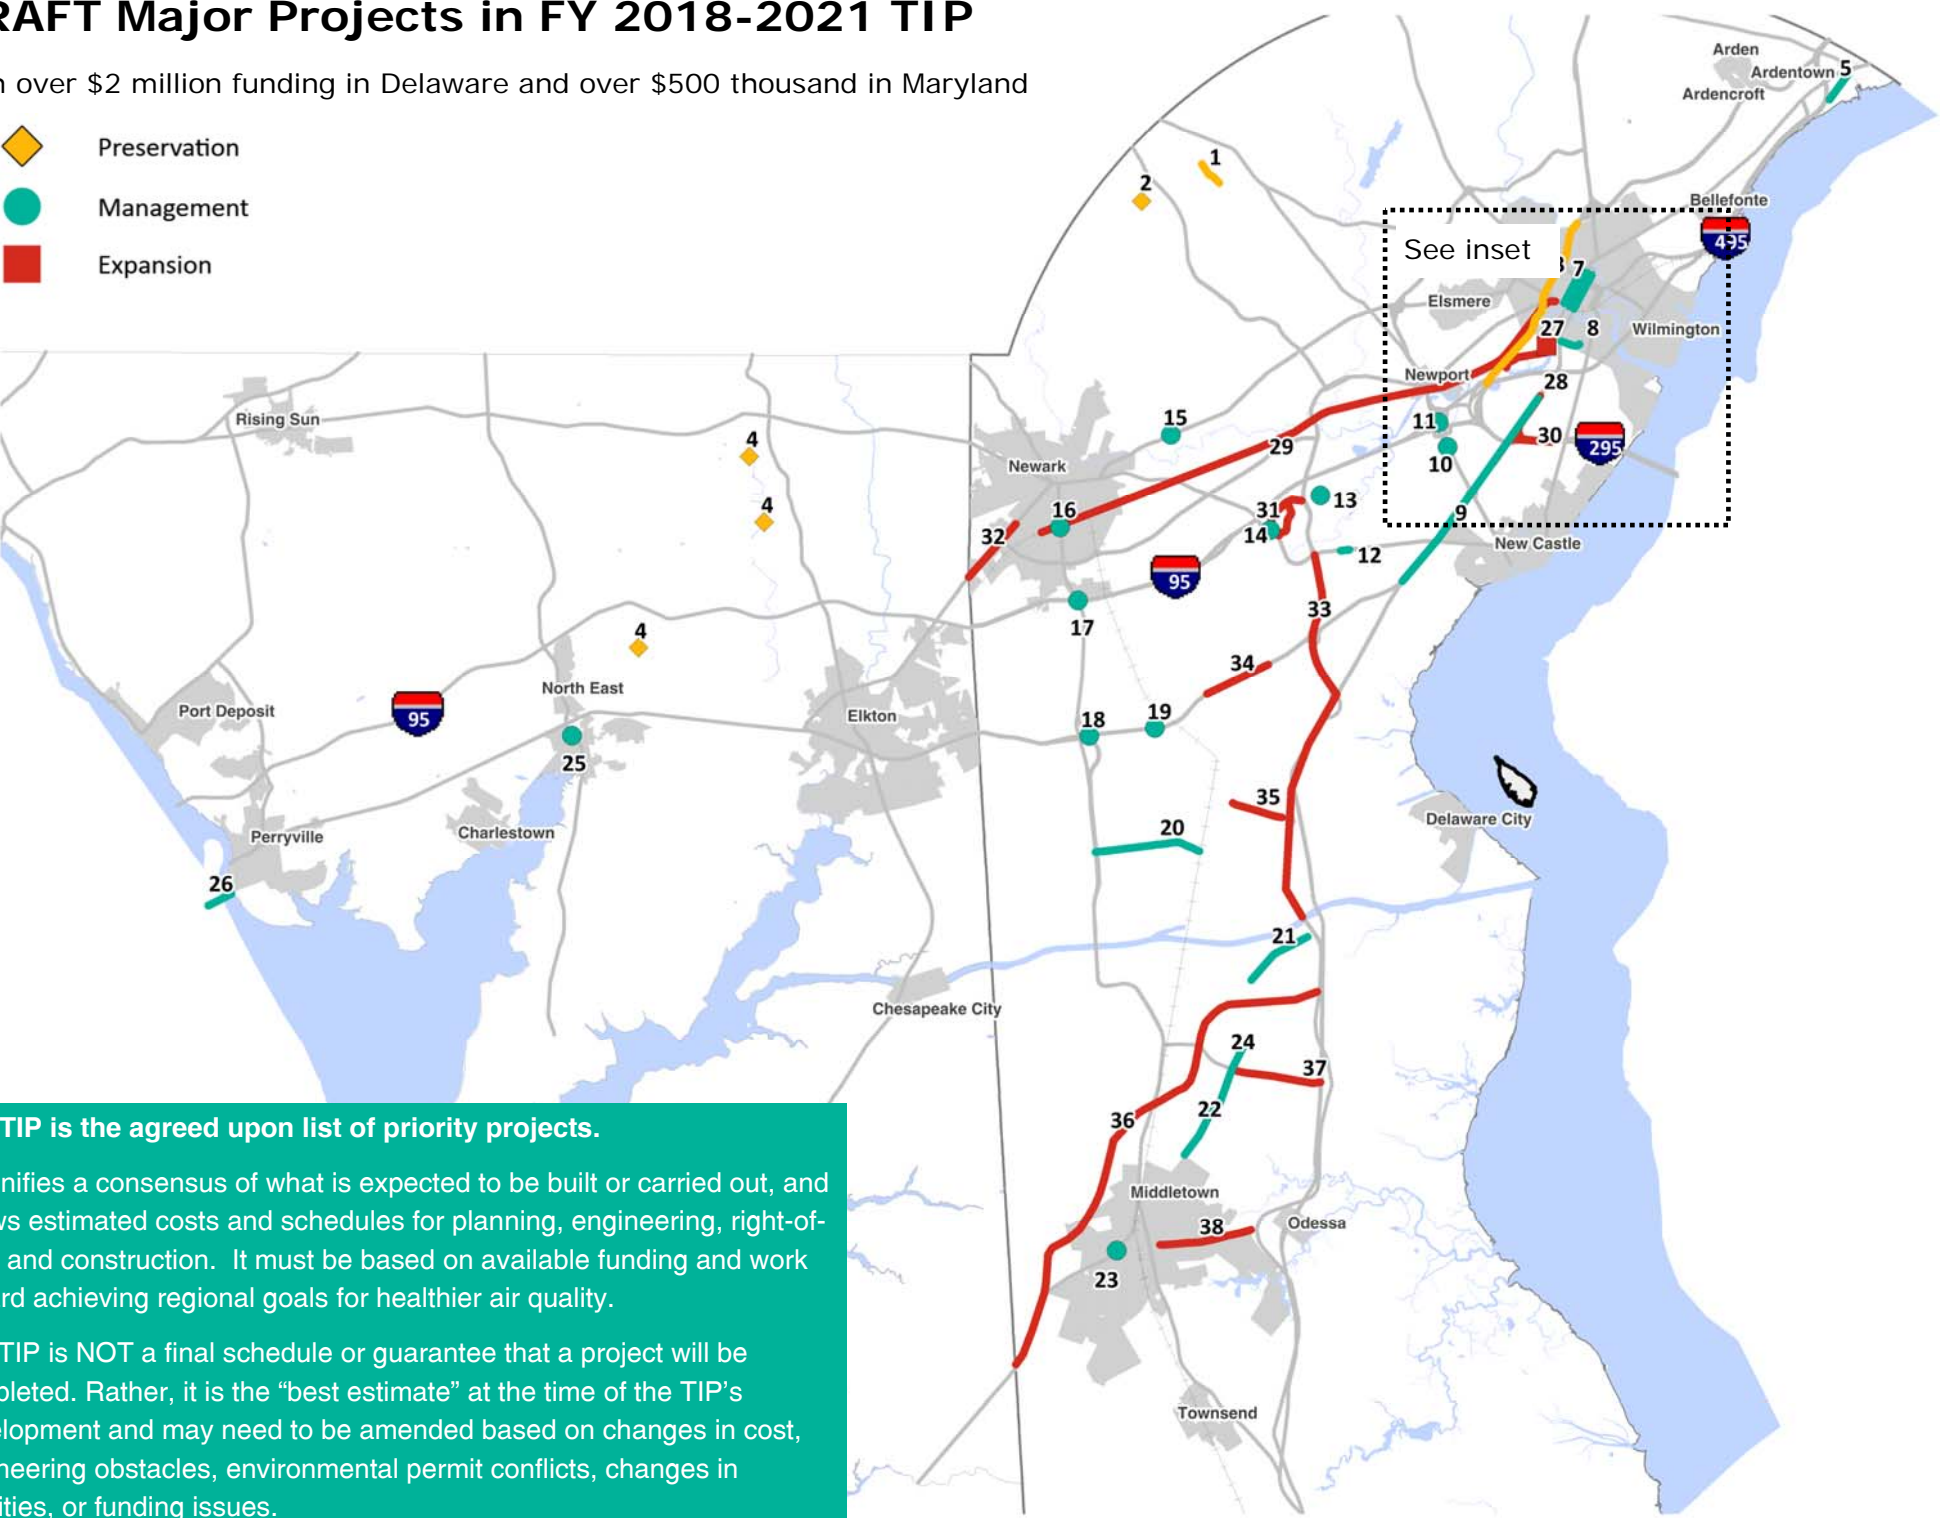 RAFT Major Projects in FY 2018-2021 TIP
over $2 million funding in Delaware and over $500 thousand in Maryland
Preservation
Management
Expansion
Arden
Ardentown
5
Ardencroft
1
2
Bellefonte
495
See inset
7
Elsmere
27
8
Wilmington
Newport
28
Rising Sun
15
11
30
295
4
29
10
Newark
4
16
31
13
9
32
14
New Castle
12
95
33
17
4
34
North East
Port Deposit
95
Elkton
18
19
25
35
Delaware City
20
Perryville
Charlestown
26
21
Chesapeake City
24
37
36
22
Middletown
38
Odessa
23
Townsend
TIP is the agreed upon list of priority projects.
nifies a consensus of what is expected to be built or carried out, and
ws estimated costs and schedules for planning, engineering, right-of-
and construction. It must be based on available funding and work
rd achieving regional goals for healthier air quality.
TIP is NOT a final schedule or guarantee that a project will be
pleted. Rather, it is the “best estimate” at the time of the TIP’s
elopment and may need to be amended based on changes in cost,
neering obstacles, environmental permit conflicts, changes in
ities, or funding issues.